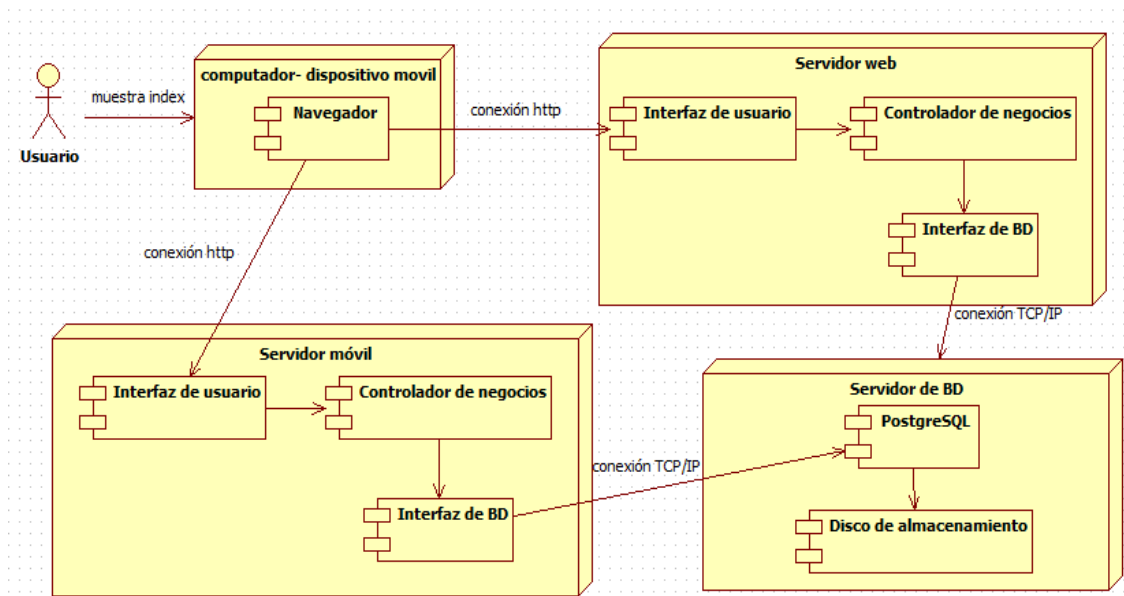 Usuario
muestra index
computador- dispositivo movil
Navegador
conexión http
Servidor web
Interfaz de usuario
Controlador de negocios
Interfaz de BD
conexión http
conexión TCP/IP
Servidor móvil
Interfaz de usuario
Controlador de negocios
Interfaz de BD
conexión TCP/IP
Servidor de BD
PostgreSQL
Disco de almacenamiento